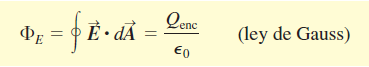 Φ_E = ∮ E⃗ · dA⃗ = Q_enc / ϵ₀ (ley de Gauss)